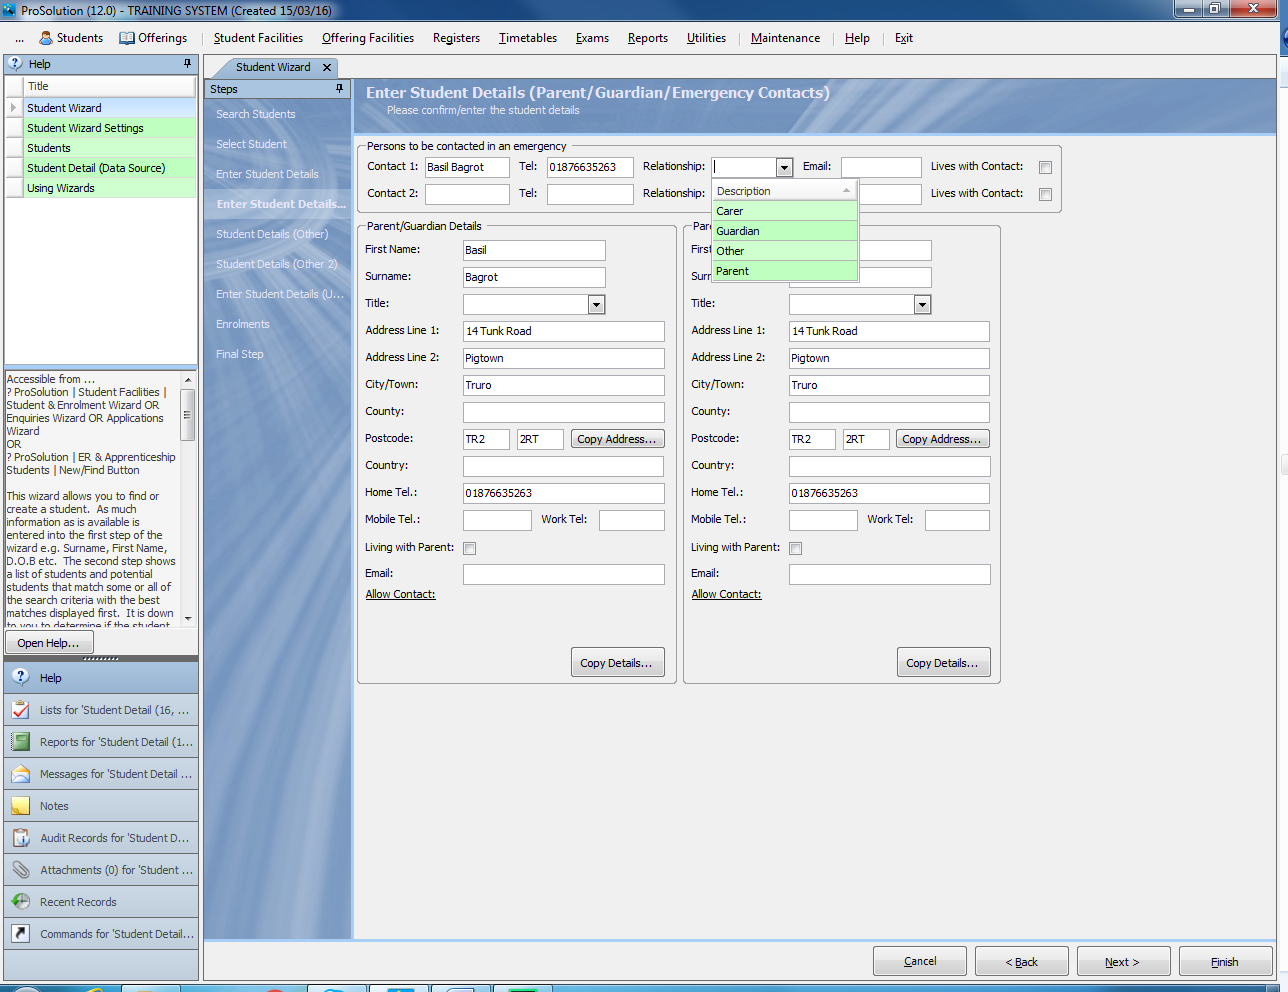 ProSolution (12.0) - TRAINING SYSTEM (Created 15/03/16)
... Students Offerings Student Facilities Offering Facilities Registers Timetables Exams Reports Utilities Maintenance Help Exit
Help
Title
Student Wizard
Student Wizard Settings
Students
Student Detail (Data Source)
Using Wizards
Accessible from ...
? ProSolution | Student Facilities |
Student & Enrolment Wizard OR
Enquiries Wizard OR Applications
Wizard
OR
? ProSolution | ER & Apprenticeship
Students | New/Find Button
This wizard allows you to find or
create a student. As much
information as is available is
entered into the first step of the
wizard e.g. Surname, First Name,
D.O.B etc. The second step shows
a list of students and potential
students that match some or all of
the search criteria with the best
matches displayed first. It is down
to you to determine if the student
Open Help...
Help
Lists for 'Student Detail (16, ...
Reports for 'Student Detail (1...
Messages for 'Student Detail ...
Notes
Audit Records for 'Student D...
Attachments (0) for 'Student ...
Recent Records
Commands for 'Student Detail...
Student Wizard
Steps
Search Students
Select Student
Enter Student Details
Enter Student Details...
Student Details (Other)
Student Details (Other 2)
Enter Student Details (U...
Enrolments
Final Step
Enter Student Details (Parent/Guardian/Emergency Contacts)
Please confirm/enter the student details
Persons to be contacted in an emergency
Contact 1: Basil Bagrot Tel: 01876635263 Relationship: Email: Lives with Contact:
Contact 2: Tel: Relationship: Lives with Contact:
Description
Carer
Guardian
Other
Parent
Parent/Guardian Details
First Name: Basil
Surname: Bagrot
Title:
Address Line 1: 14 Tunk Road
Address Line 2: Pigtown
City/Town: Truro
County:
Postcode: TR2 2RT Copy Address...
Country:
Home Tel.: 01876635263
Mobile Tel.: Work Tel:
Living with Parent:
Email:
Allow Contact:
Copy Details...
Par
First
Surr
Title:
Address Line 1: 14 Tunk Road
Address Line 2: Pigtown
City/Town: Truro
County:
Postcode: TR2 2RT Copy Address...
Country:
Home Tel.: 01876635263
Mobile Tel.: Work Tel:
Living with Parent:
Email:
Allow Contact:
Copy Details...
Cancel < Back Next > Finish